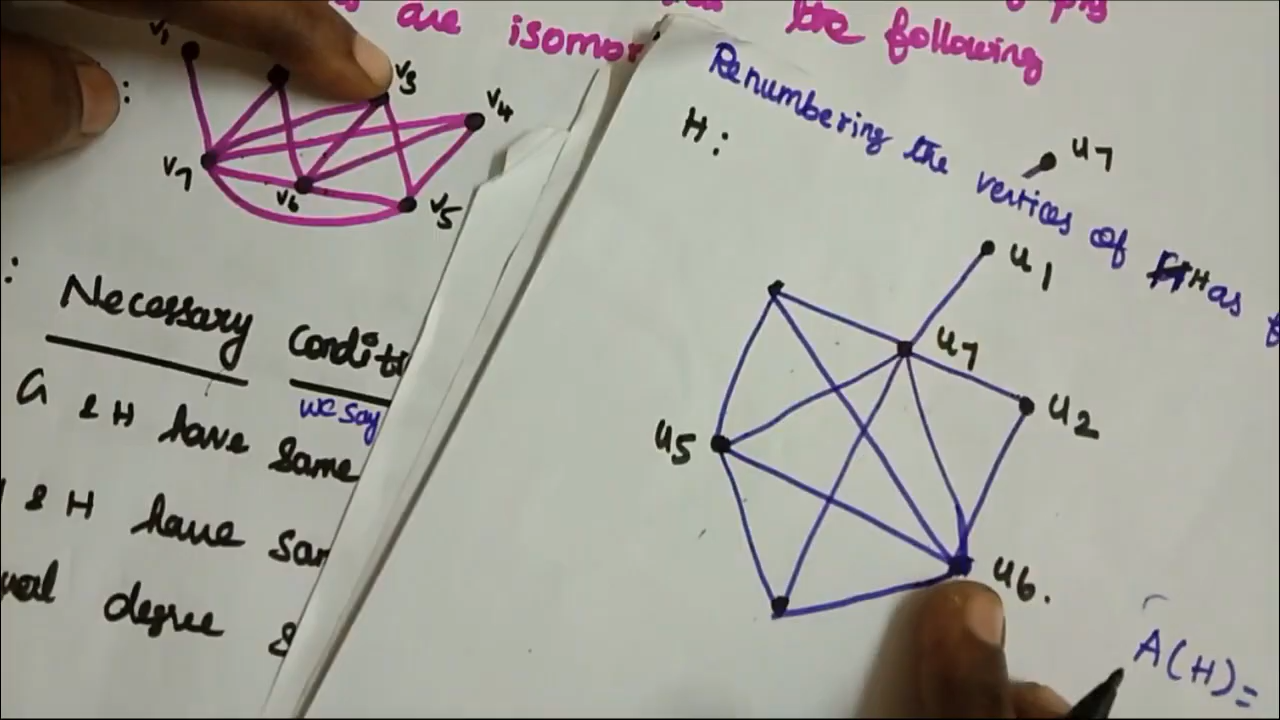 are isomor the following
v1
v3
v4
v7
v6
v5
:
Necessary Conditi
we say
G & H have same
& H have sam
degree &
Renumbering the vertices of H as
H:
u7
u1
u7
u2
u5
u6.
A(H)=